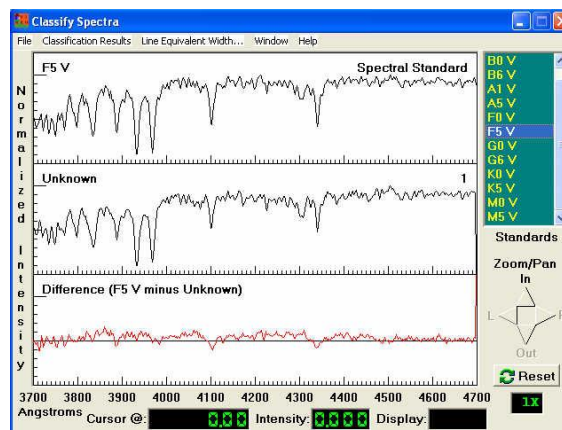 Classify Spectra
File Classification Results Line Equivalent Width... Window Help
Normalized Intensity
F5 V Spectral Standard
Unknown 1
Difference (F5 V minus Unknown)
3700 3800 3900 4000 4100 4200 4300 4400 4500 4600 4700
Angstroms Cursor @: 0.00 Intensity: 0.000 Display:
B0 V
B6 V
A1 V
A5 V
F0 V
F5 V
G0 V
G6 V
K0 V
K5 V
M0 V
M5 V
Standards
Zoom/Pan
In
L R
Out
Reset
1X